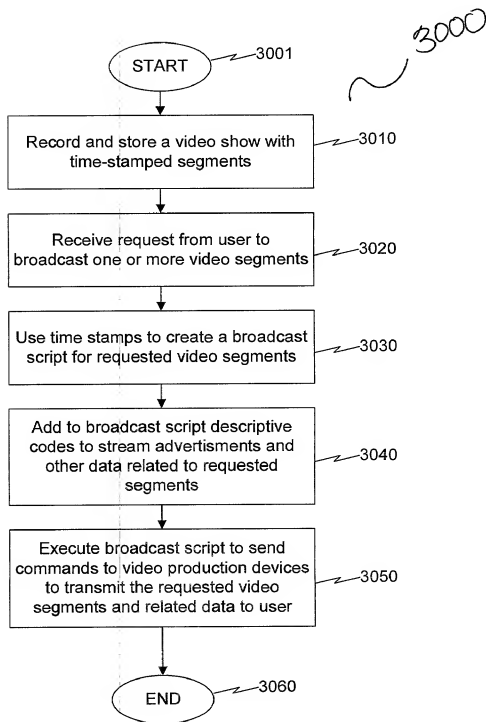 3000
START
3001
Record and store a video show with
time-stamped segments
3010
Receive request from user to
broadcast one or more video segments
3020
Use time stamps to create a broadcast
script for requested video segments
3030
Add to broadcast script descriptive
codes to stream advertisments and
other data related to requested
segments
3040
Execute broadcast script to send
commands to video production devices
to transmit the requested video
segments and related data to user
3050
END
3060